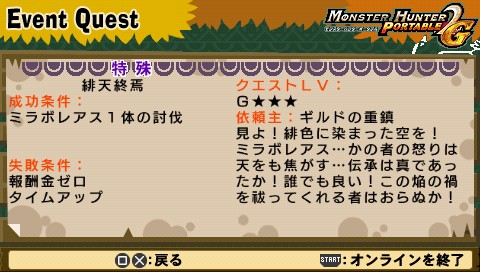 Event Quest
MONSTER HUNTER
PORTABLE 2
G
特殊
緋天終焉
成功条件：
ミラボレアス１体の討伐
失敗条件：
報酬金ゼロ
タイムアップ
クエストＬＶ：
Ｇ★★★
依頼主：ギルドの重鎮
見よ！緋色に染まった空を！
ミラボレアス…かの者の怒りは
天をも焦がす…伝承は真であっ
たか！誰でも良い！この焔の禍
を祓ってくれる者はおらぬか！
□×:戻る
START:オンラインを終了